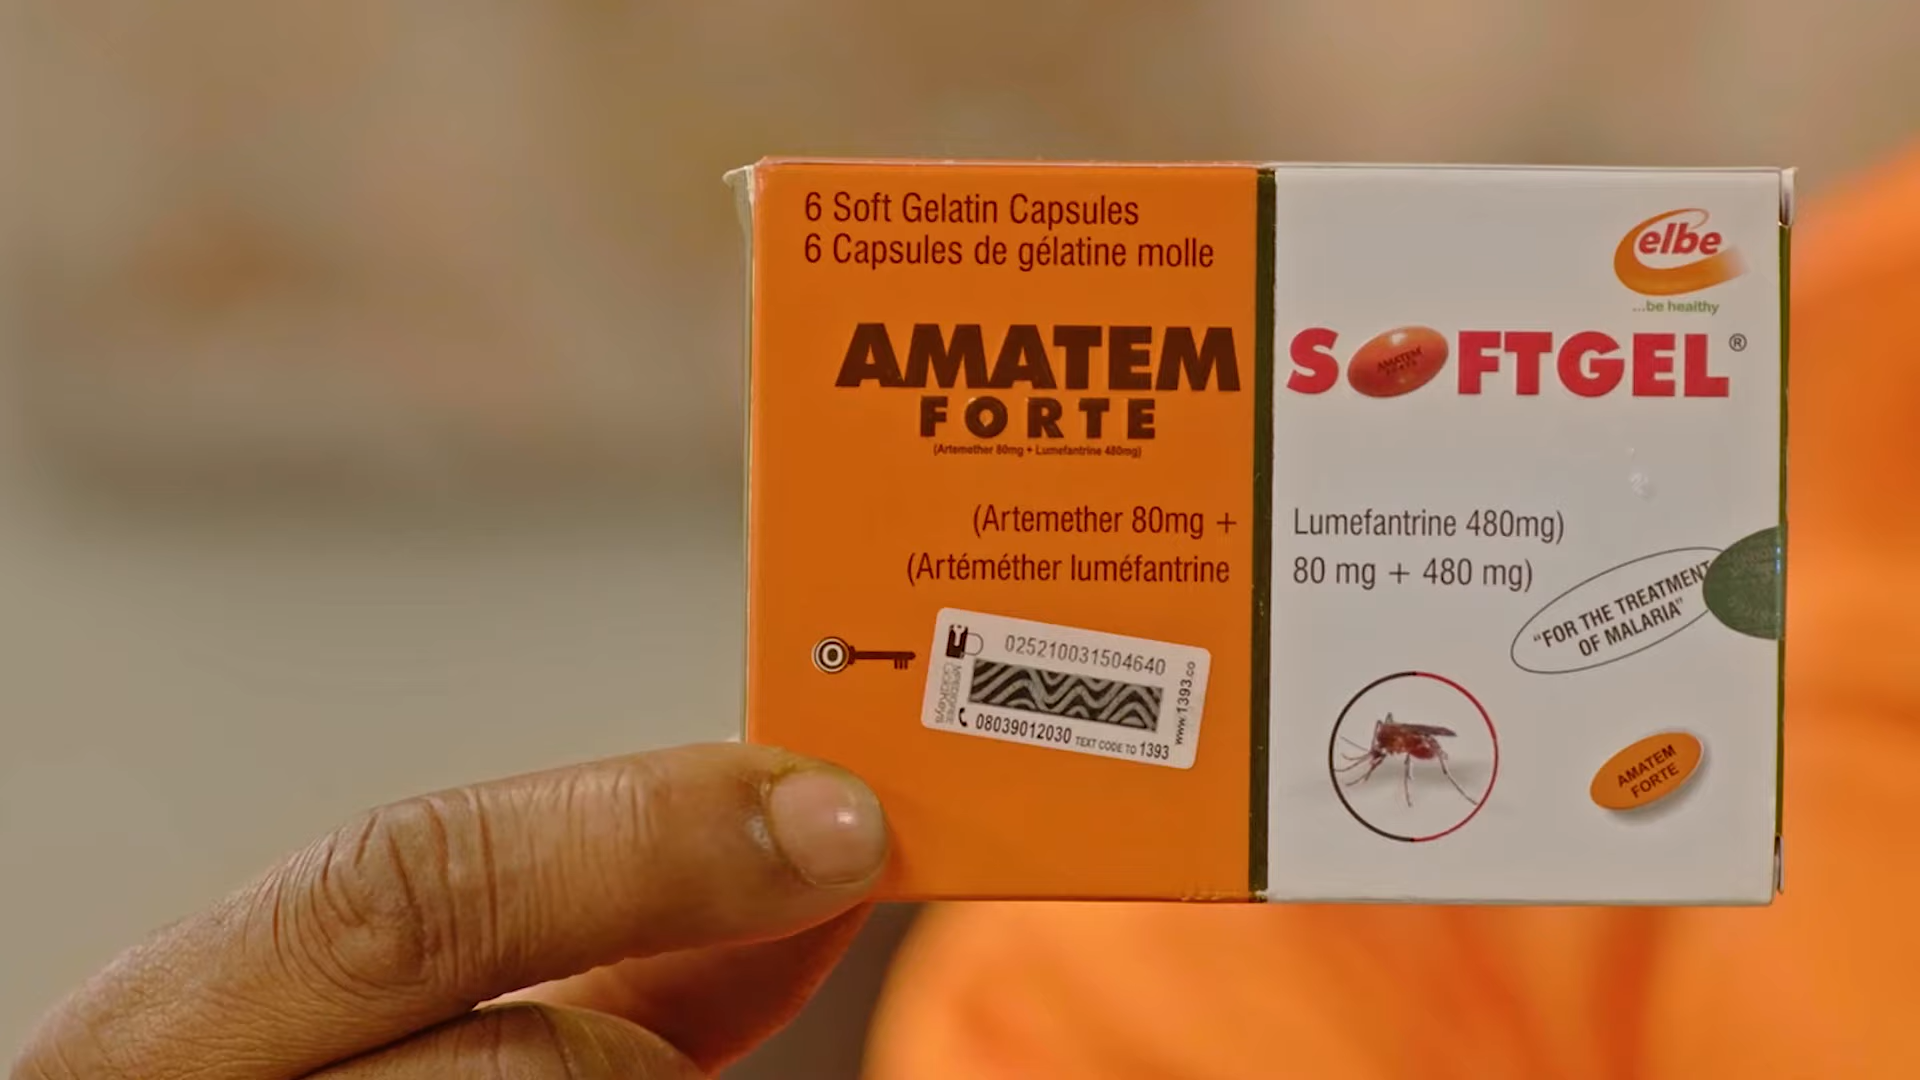 6 Soft Gelatin Capsules
6 Capsules de gélatine molle
elbe
...be healthy
AMATEM SOFTGEL®
FORTE
(Artemether 80mg + Lumefantrine 480mg)
(Artemether 80mg + Lumefantrine 480mg)
(Artéméther luméfantrine 80 mg + 480 mg)
"FOR THE TREATMENT
OF MALARIA"
025210031504640
08039012030 TEXT CODE TO 1393
www.1393.co
AMATEM
FORTE